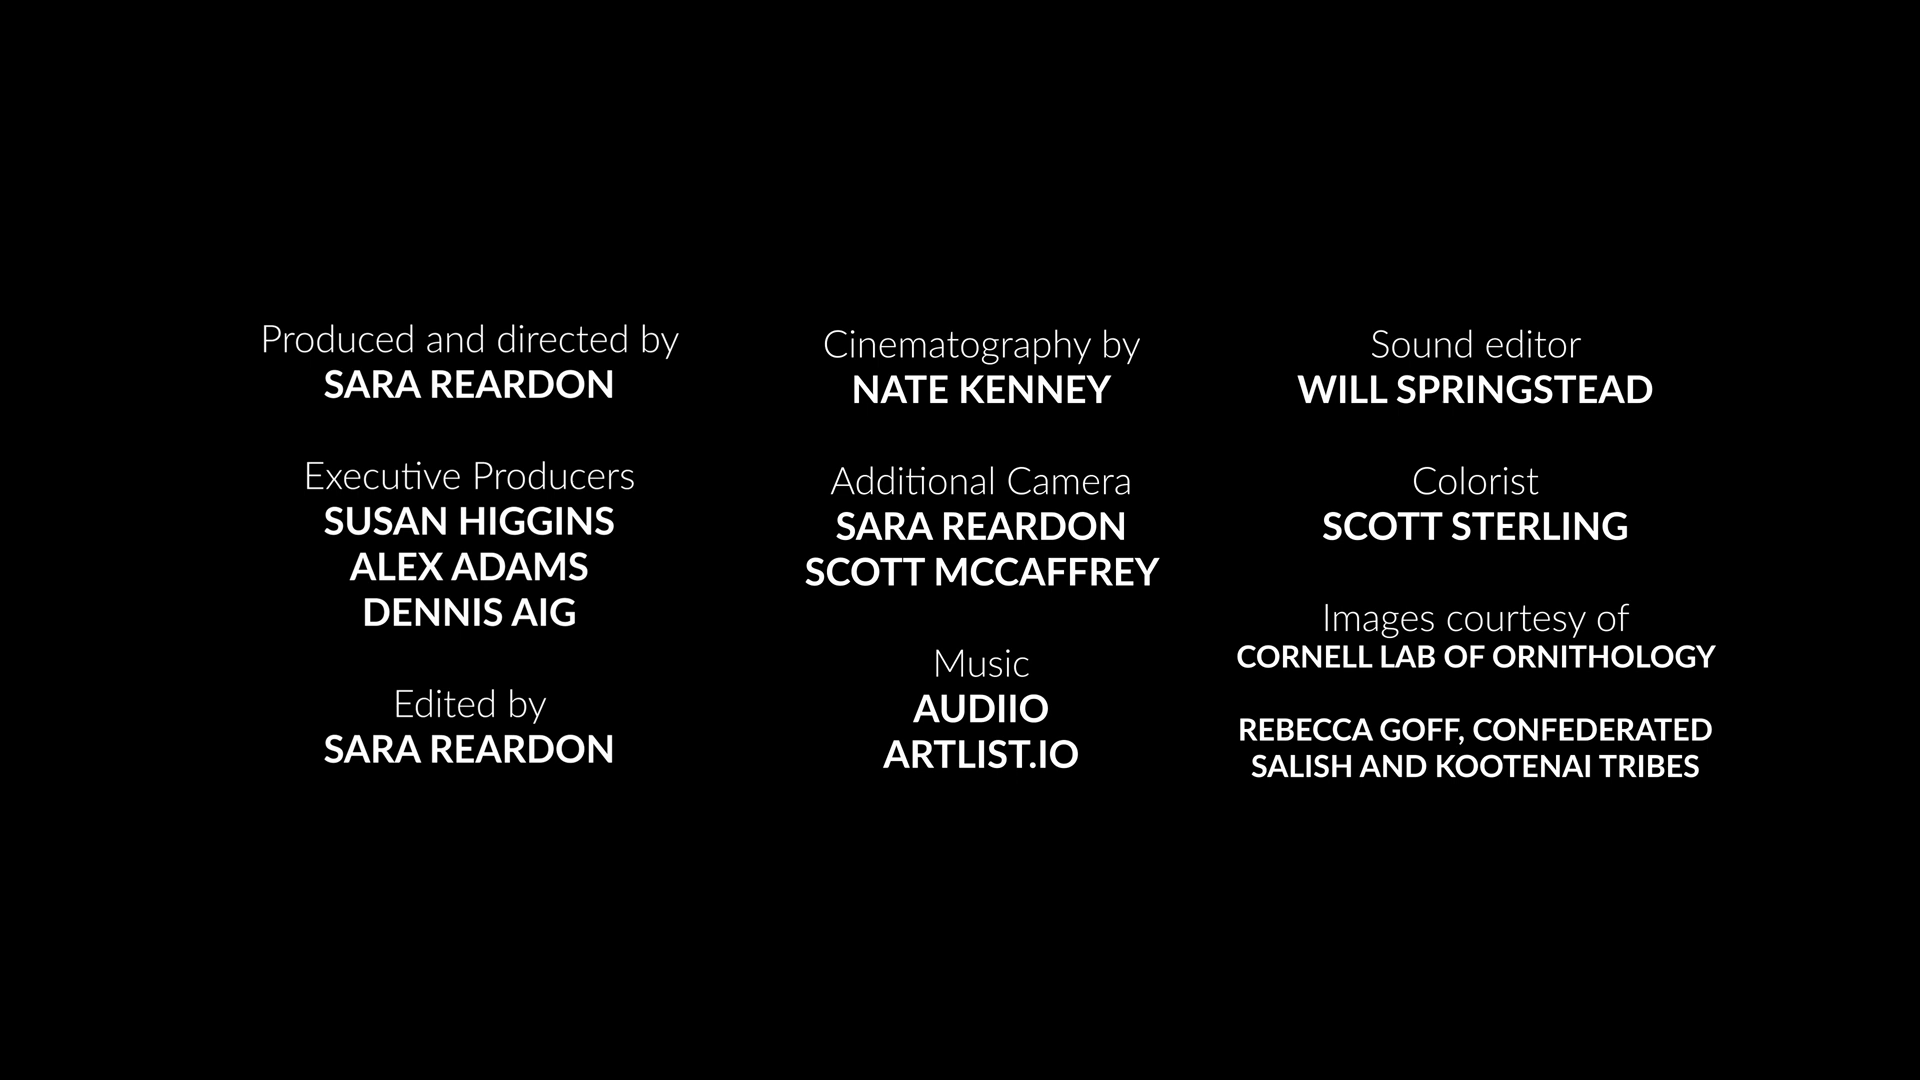 Produced and directed by
SARA REARDON
Executive Producers
SUSAN HIGGINS
ALEX ADAMS
DENNIS AIG
Edited by
SARA REARDON
Cinematography by
NATE KENNEY
Additional Camera
SARA REARDON
SCOTT MCCAFFREY
Music
AUDIIO
ARTLIST.IO
Sound editor
WILL SPRINGSTEAD
Colorist
SCOTT STERLING
Images courtesy of
CORNELL LAB OF ORNITHOLOGY
REBECCA GOFF, CONFEDERATED
SALISH AND KOOTENAI TRIBES